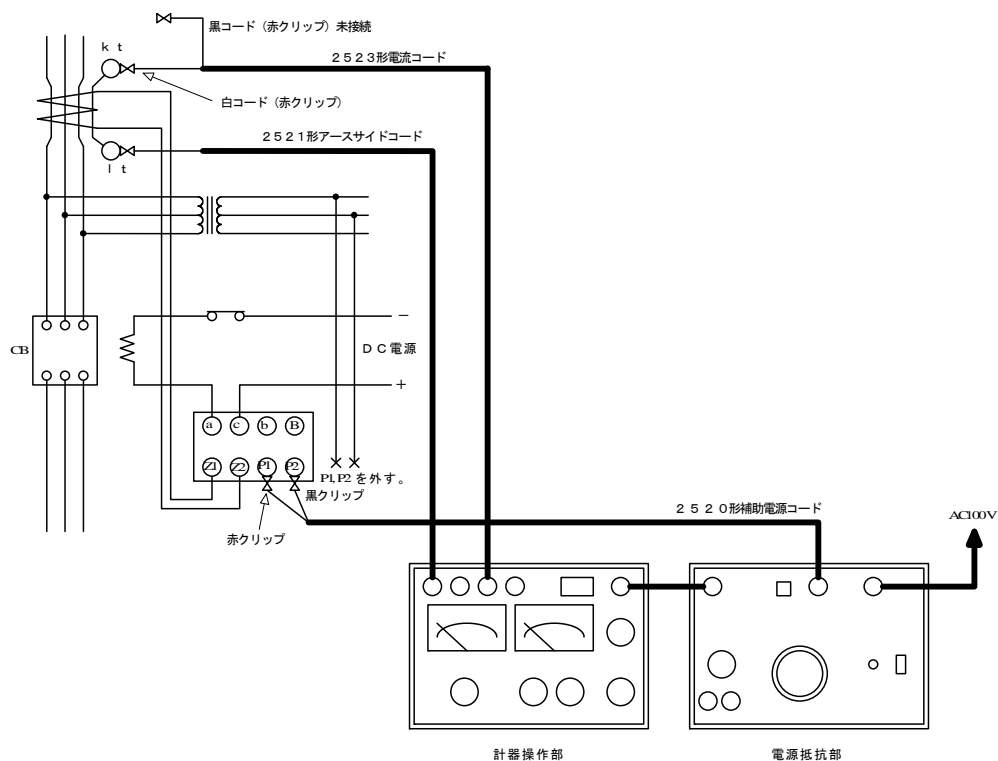 黒コード（赤クリップ）未接続
ｋ ｔ
２５２３形電流コード
白コード（赤クリップ）
２５２１形アースサイドコード
ｌ ｔ
－
CB
ＤＣ電源
＋
a c b B
Z1 Z2 P1 P2
P1,P2 を外す。
黒クリップ
赤クリップ
２５２０形補助電源コード
AC100V
計器操作部
電源抵抗部